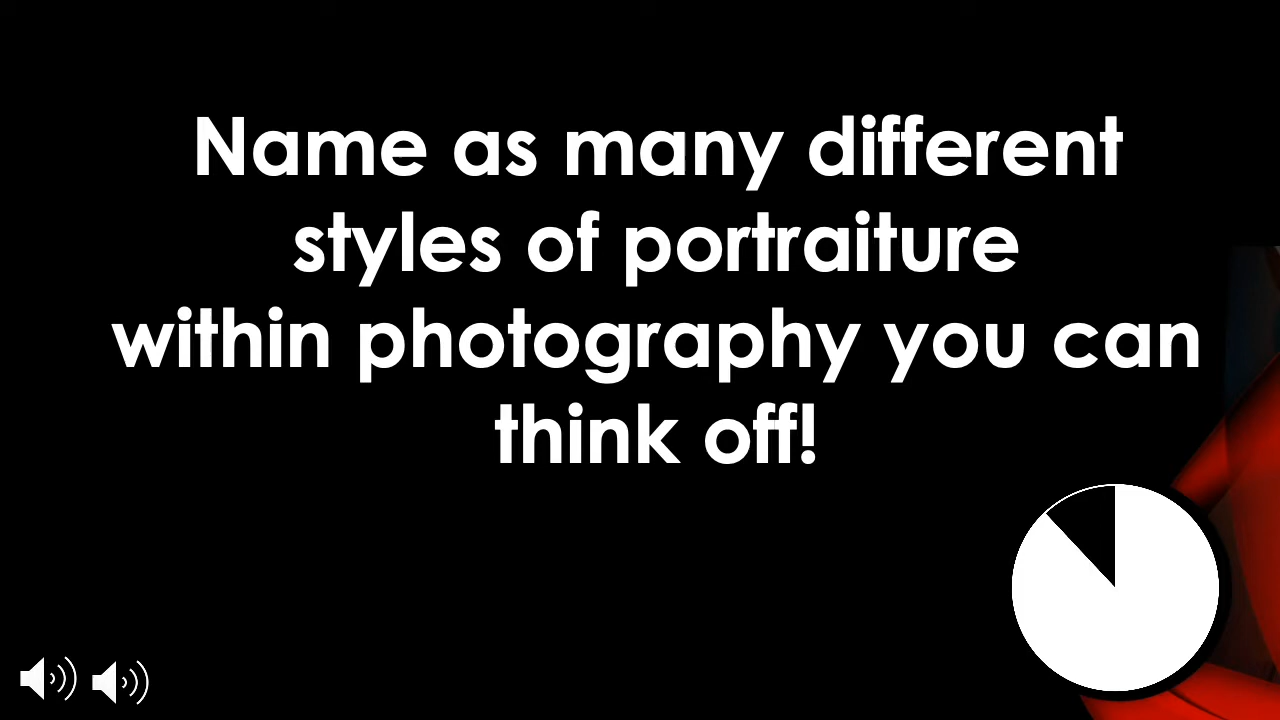 Name as many different
styles of portraiture
within photography you can
think off!